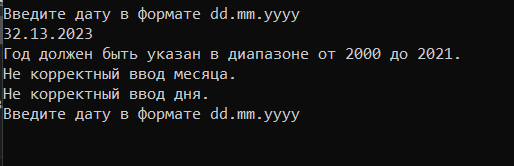 Введите дату в формате dd.mm.yyyy
32.13.2023
Год должен быть указан в диапазоне от 2000 до 2021.
Не корректный ввод месяца.
Не корректный ввод дня.
Введите дату в формате dd.mm.yyyy